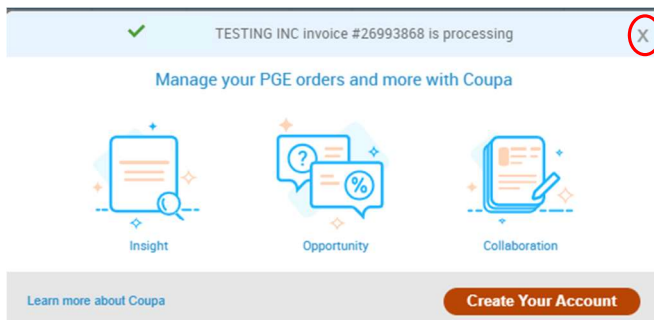 TESTING INC invoice #26993868 is processing
X
Manage your PGE orders and more with Coupa
?
%
Insight
Opportunity
Collaboration
Learn more about Coupa
Create Your Account